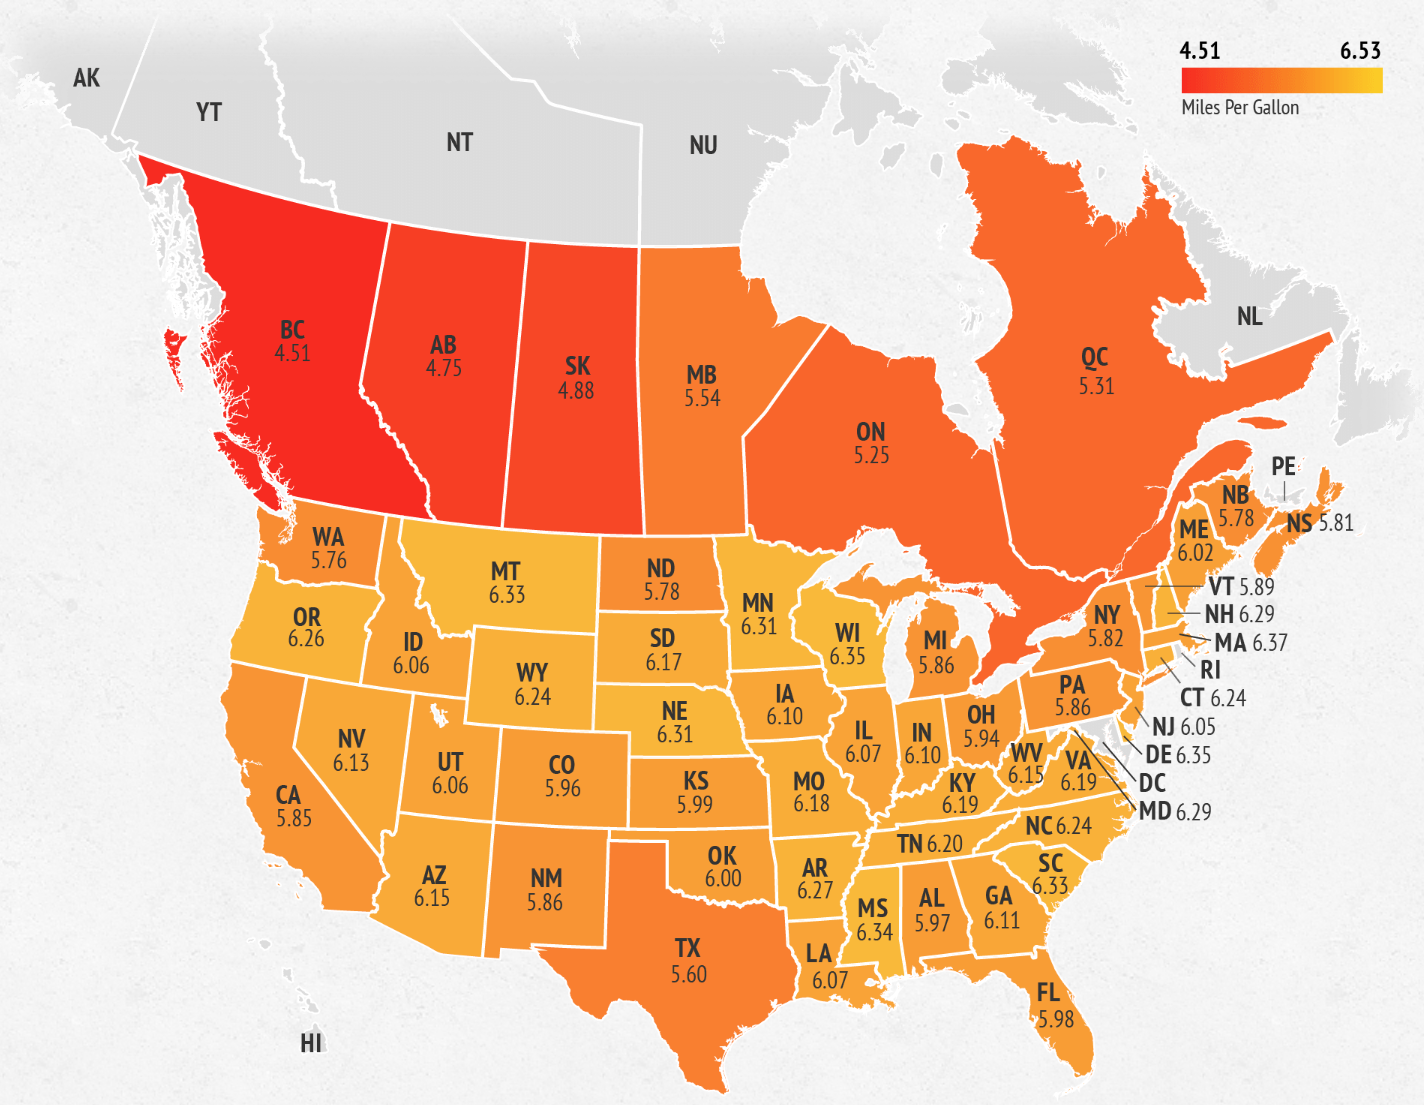 4.51 6.53
Miles Per Gallon
AK
YT
NT
NU
BC
4.51
AB
4.75
SK
4.88
MB
5.54
ON
5.25
QC
5.31
NL
PE
NB
5.78
NS 5.81
ME
6.02
WA
5.76
MT
6.33
ND
5.78
MN
6.31
OR
6.26
ID
6.06
SD
6.17
WI
6.35
MI
5.86
NY
5.82
VT 5.89
NH 6.29
MA 6.37
RI
CT 6.24
NJ 6.05
DE 6.35
DC
MD 6.29
WY
6.24
NE
6.31
IA
6.10
PA
5.86
NV
6.13
UT
6.06
CO
5.96
KS
5.99
MO
6.18
IL
6.07
IN
6.10
OH
5.94
WV
6.15
VA
6.19
KY
6.19
CA
5.85
NC 6.24
TN 6.20
AZ
6.15
NM
5.86
OK
6.00
AR
6.27
SC
6.33
MS
6.34
AL
5.97
GA
6.11
TX
5.60
LA
6.07
FL
5.98
HI